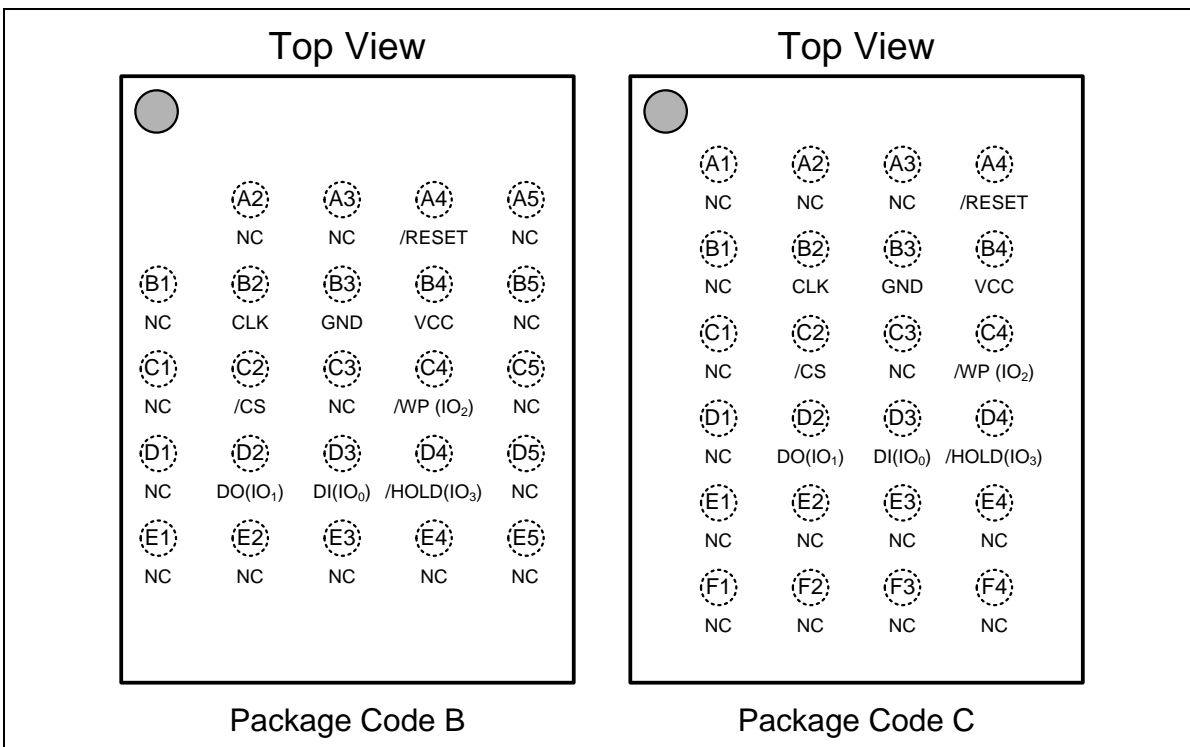 Top View
A2 A3 A4 A5
NC NC /RESET NC
B1 B2 B3 B4 B5
NC CLK GND VCC NC
C1 C2 C3 C4 C5
NC /CS NC /WP (IO₂) NC
D1 D2 D3 D4 D5
NC DO(IO₁) DI(IO₀) /HOLD(IO₃) NC
E1 E2 E3 E4 E5
NC NC NC NC NC
Package Code B
Top View
A1 A2 A3 A4
NC NC NC /RESET
B1 B2 B3 B4
NC CLK GND VCC
C1 C2 C3 C4
NC /CS NC /WP (IO₂)
D1 D2 D3 D4
NC DO(IO₁) DI(IO₀) /HOLD(IO₃)
E1 E2 E3 E4
NC NC NC NC
F1 F2 F3 F4
NC NC NC NC
Package Code C